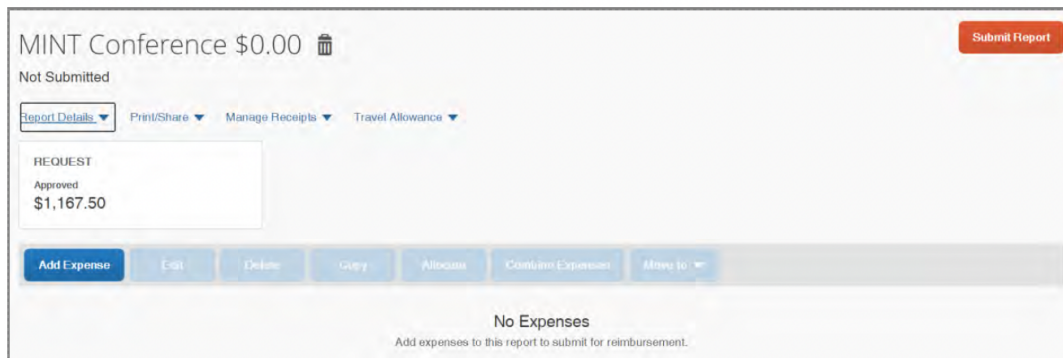 MINT Conference $0.00
Submit Report
Not Submitted
Report Details Print/Share Manage Receipts Travel Allowance
REQUEST
Approved
$1,167.50
Add Expense Edit Delete Copy Allocate Combine Expenses Move to
No Expenses
Add expenses to this report to submit for reimbursement.